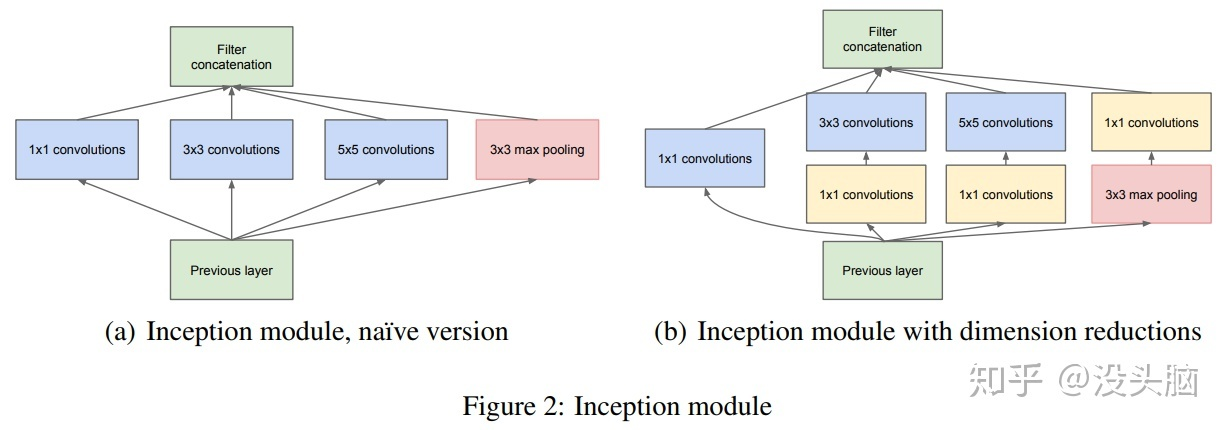 Filter
concatenation
1x1 convolutions
3x3 convolutions
5x5 convolutions
3x3 max pooling
Previous layer
(a) Inception module, naïve version
Filter
concatenation
3x3 convolutions
5x5 convolutions
1x1 convolutions
1x1 convolutions
1x1 convolutions
1x1 convolutions
3x3 max pooling
Previous layer
(b) Inception module with dimension reductions
知乎 @没头脑
Figure 2: Inception module